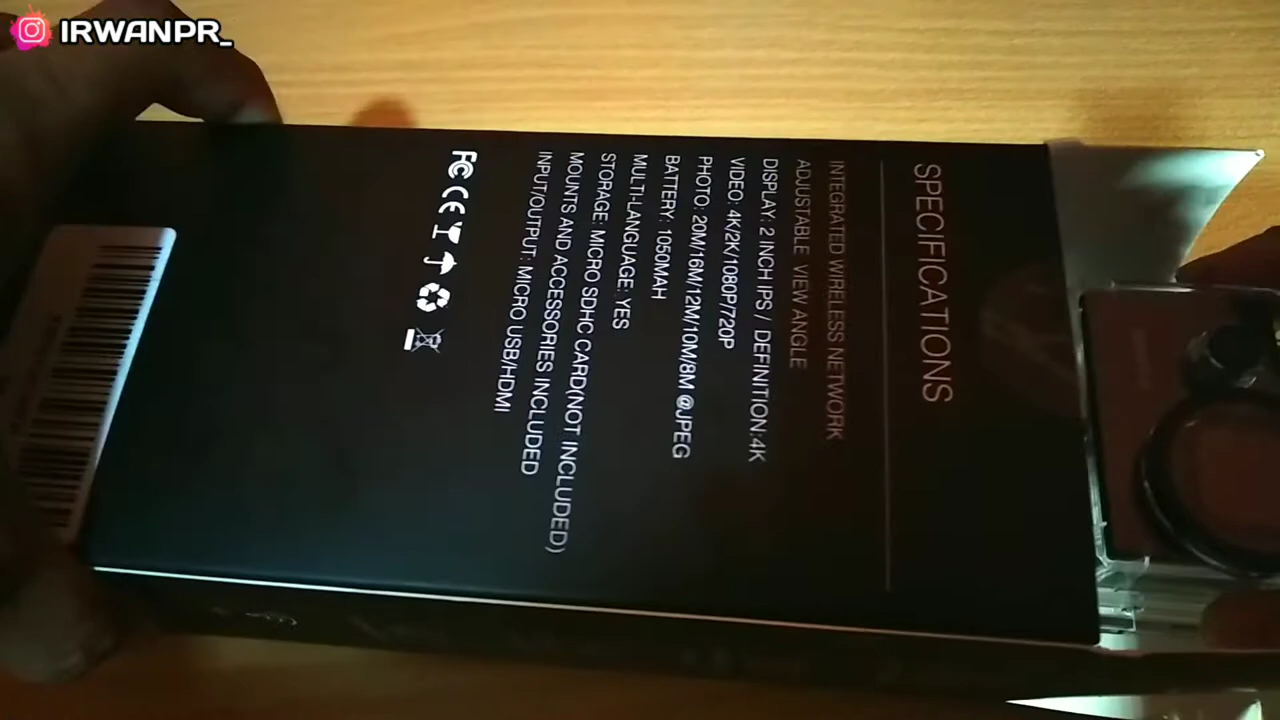 IRWANPR_
SPECIFICATIONS
INTEGRATED WIRELESS NETWORK
ADJUSTABLE VIEW ANGLE
DISPLAY: 2 INCH IPS / DEFINITION:4K
VIDEO: 4K/2K/1080P/720P
PHOTO: 20M/16M/12M/10M/8M @JPEG
BATTERY: 1050MAH
MULTI-LANGUAGE: YES
STORAGE: MICRO SDHC CARD(NOT INCLUDED)
MOUNTS AND ACCESSORIES INCLUDED
INPUT/OUTPUT: MICRO USB/HDMI
FC CE